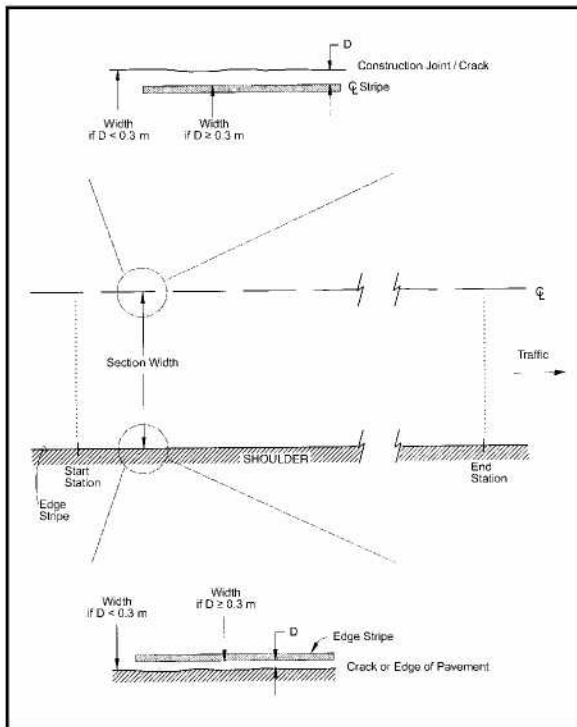 D
Construction Joint / Crack
℄ Stripe
Width
if D < 0.3 m
Width
if D ≥ 0.3 m
℄
Section Width
Traffic
SHOULDER
Start
Station
End
Station
Edge
Stripe
Width
if D < 0.3 m
Width
if D ≥ 0.3 m
D
Edge Stripe
Crack or Edge of Pavement